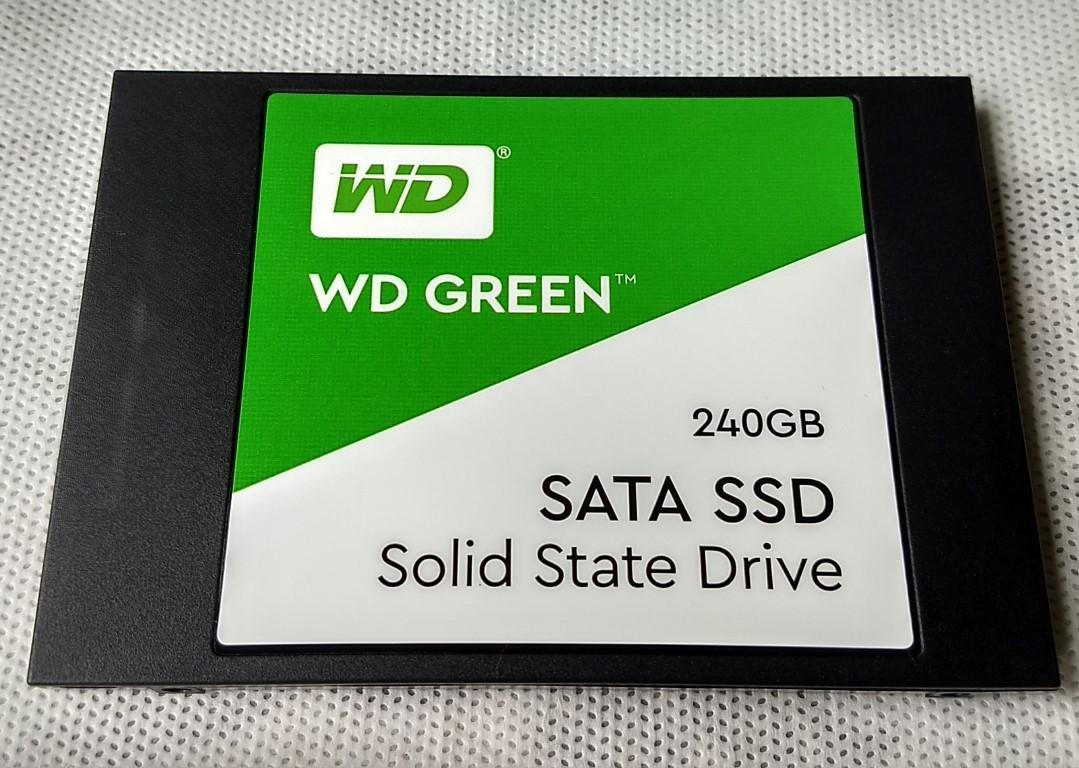 WD®
WD GREEN™
240GB
SATA SSD
Solid State Drive